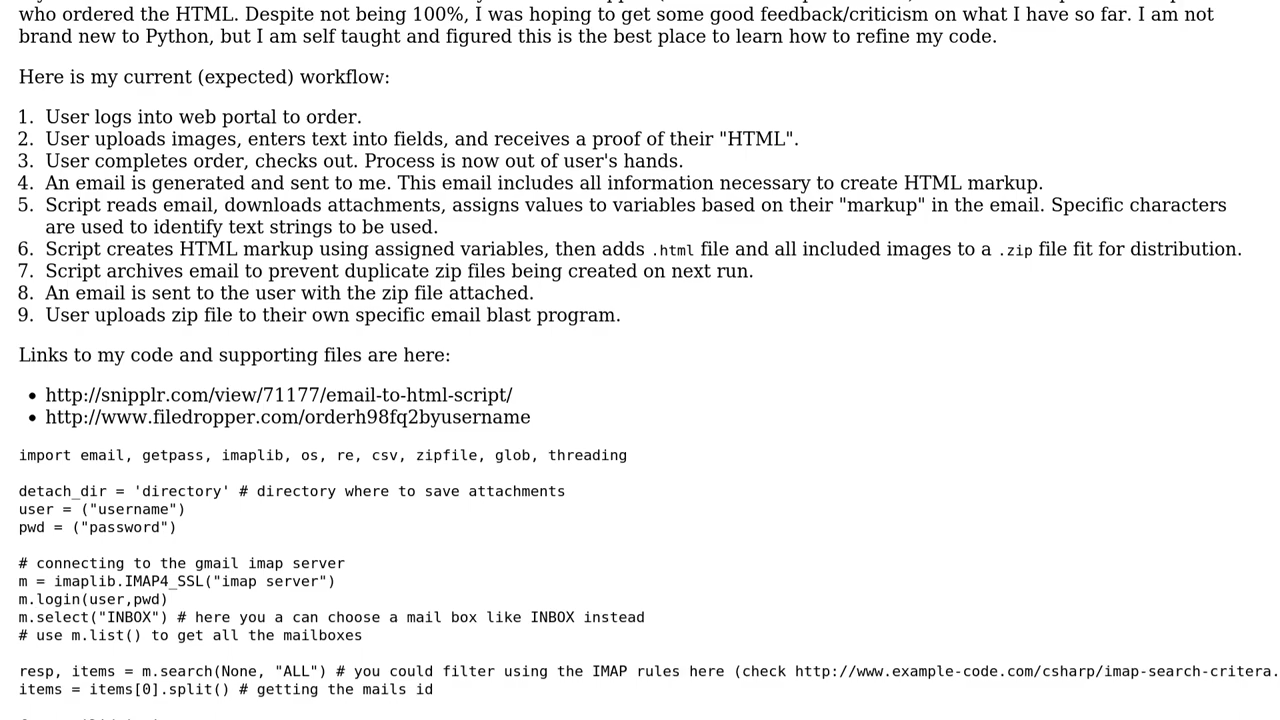 who ordered the HTML. Despite not being 100%, I was hoping to get some good feedback/criticism on what I have so far. I am not
brand new to Python, but I am self taught and figured this is the best place to learn how to refine my code.
Here is my current (expected) workflow:
1. User logs into web portal to order.
2. User uploads images, enters text into fields, and receives a proof of their "HTML".
3. User completes order, checks out. Process is now out of user's hands.
4. An email is generated and sent to me. This email includes all information necessary to create HTML markup.
5. Script reads email, downloads attachments, assigns values to variables based on their "markup" in the email. Specific characters
are used to identify text strings to be used.
6. Script creates HTML markup using assigned variables, then adds .html file and all included images to a .zip file fit for distribution.
7. Script archives email to prevent duplicate zip files being created on next run.
8. An email is sent to the user with the zip file attached.
9. User uploads zip file to their own specific email blast program.
Links to my code and supporting files are here:
• http://snipplr.com/view/71177/email-to-html-script/
• http://www.filedropper.com/orderh98fq2byusername
import email, getpass, imaplib, os, re, csv, zipfile, glob, threading
detach_dir = 'directory' # directory where to save attachments
user = ("username")
pwd = ("password")
# connecting to the gmail imap server
m = imaplib.IMAP4_SSL("imap server")
m.login(user,pwd)
m.select("INBOX") # here you a can choose a mail box like INBOX instead
# use m.list() to get all the mailboxes
resp, items = m.search(None, "ALL") # you could filter using the IMAP rules here (check http://www.example-code.com/csharp/imap-search-critera.
items = items[0].split() # getting the mails id